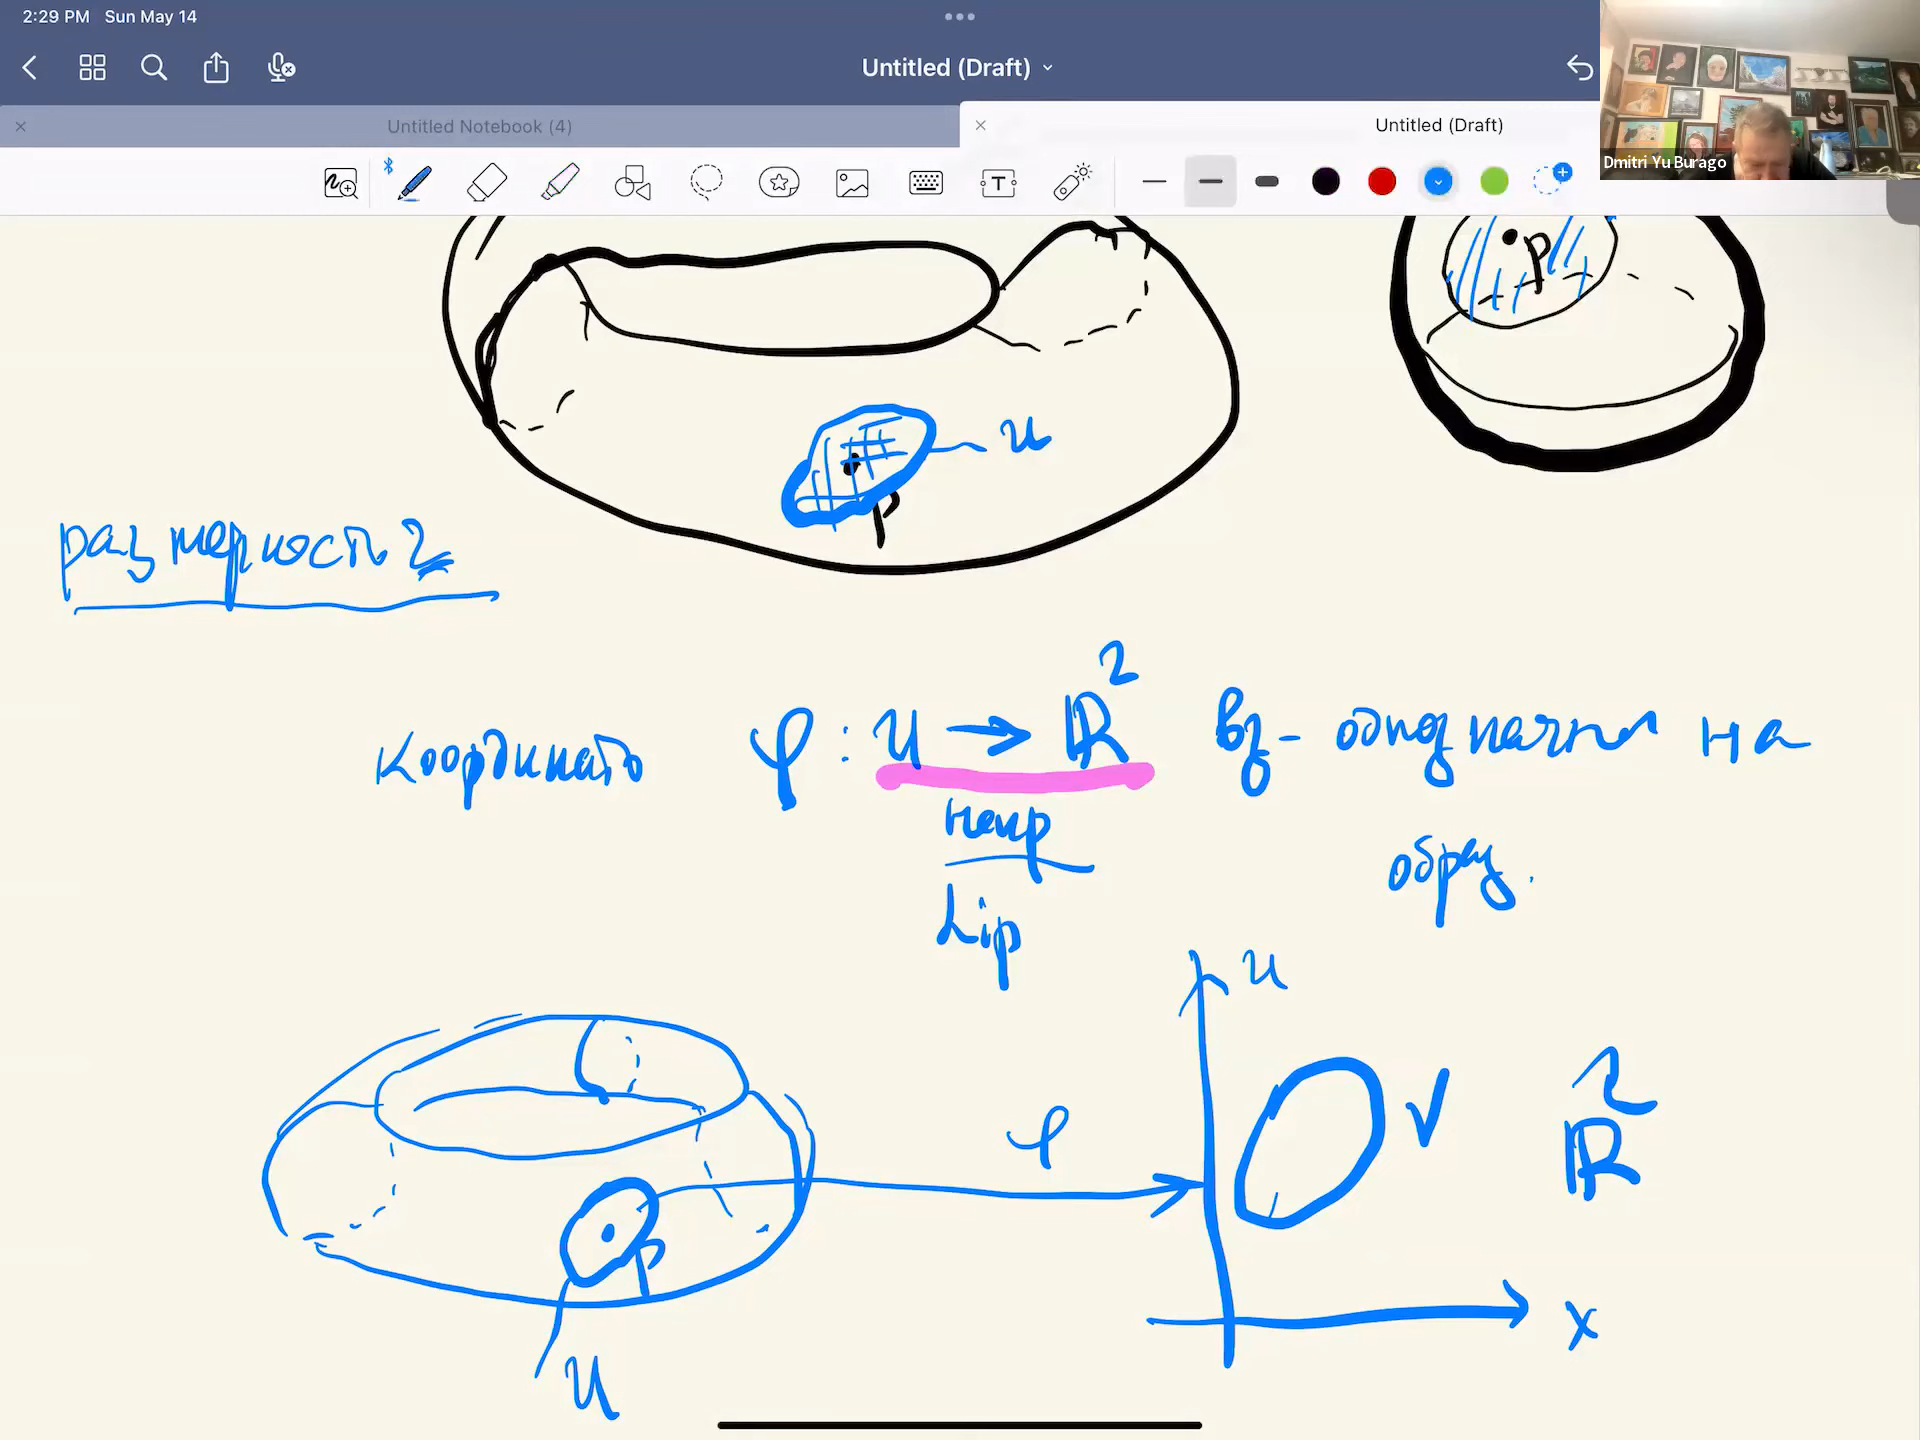 2:29 PM Sun May 14
Untitled (Draft)
Untitled Notebook (4)
Untitled (Draft)
Dmitri Yu Burago
T
p
u
p
размерность 2
координаты φ : U → ℝ² вз-однозначна на
непр
образ.
Lip
u
φ V ℝ²
p
x
U